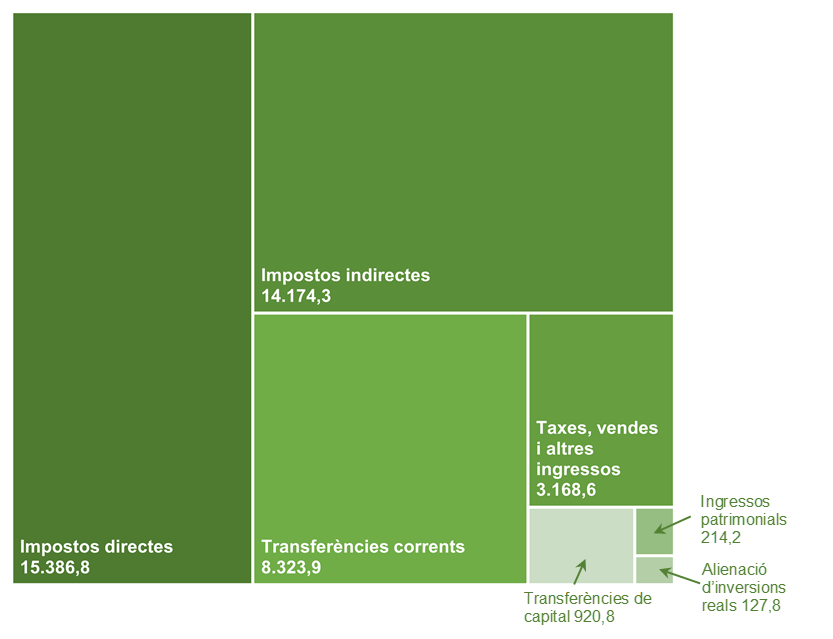 Impostos indirectes
14.174,3
Taxes, vendes
i altres
ingressos
3.168,6
Ingressos
patrimonials
214,2
Impostos directes
15.386,8
Transferències corrents
8.323,9
Alienació
d’inversions
reals 127,8
Transferències de
capital 920,8